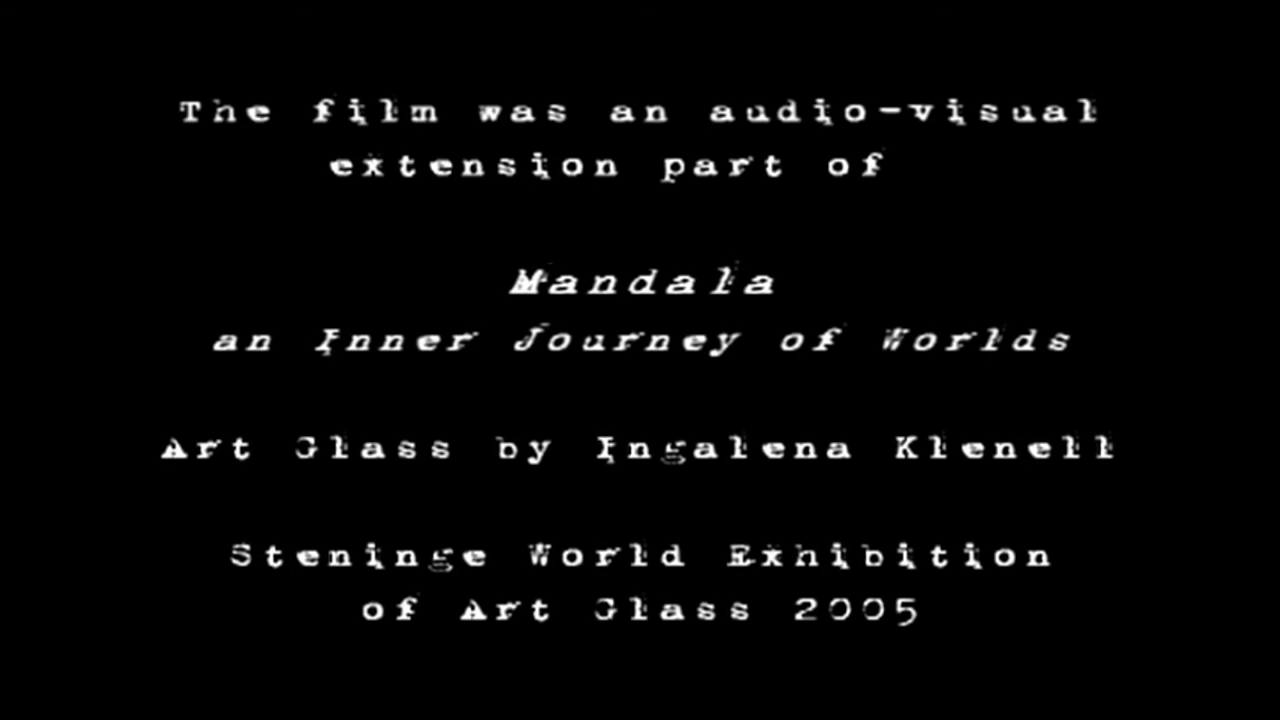 The film was an audio-visual
extension part of
Mandala
an Inner Journey of Worlds
Art Glass by Ingalena Klenell
Steninge World Exhibition
of Art Glass 2005